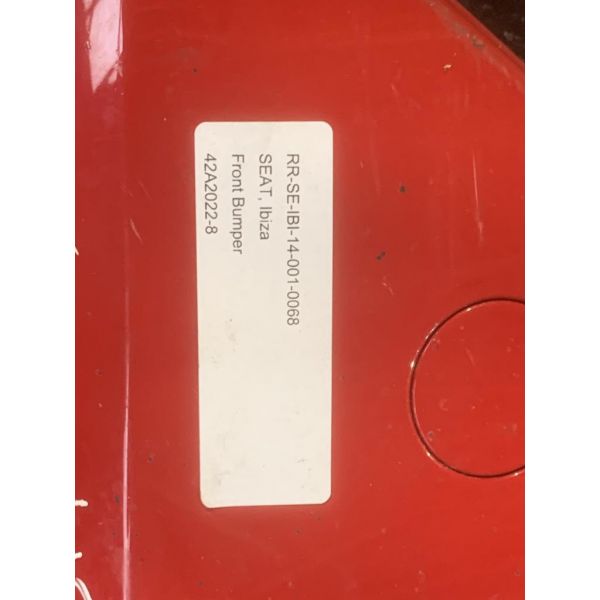 RR-SE-IBI-14-001-0068
SEAT, Ibiza
Front Bumper
42A2022-8